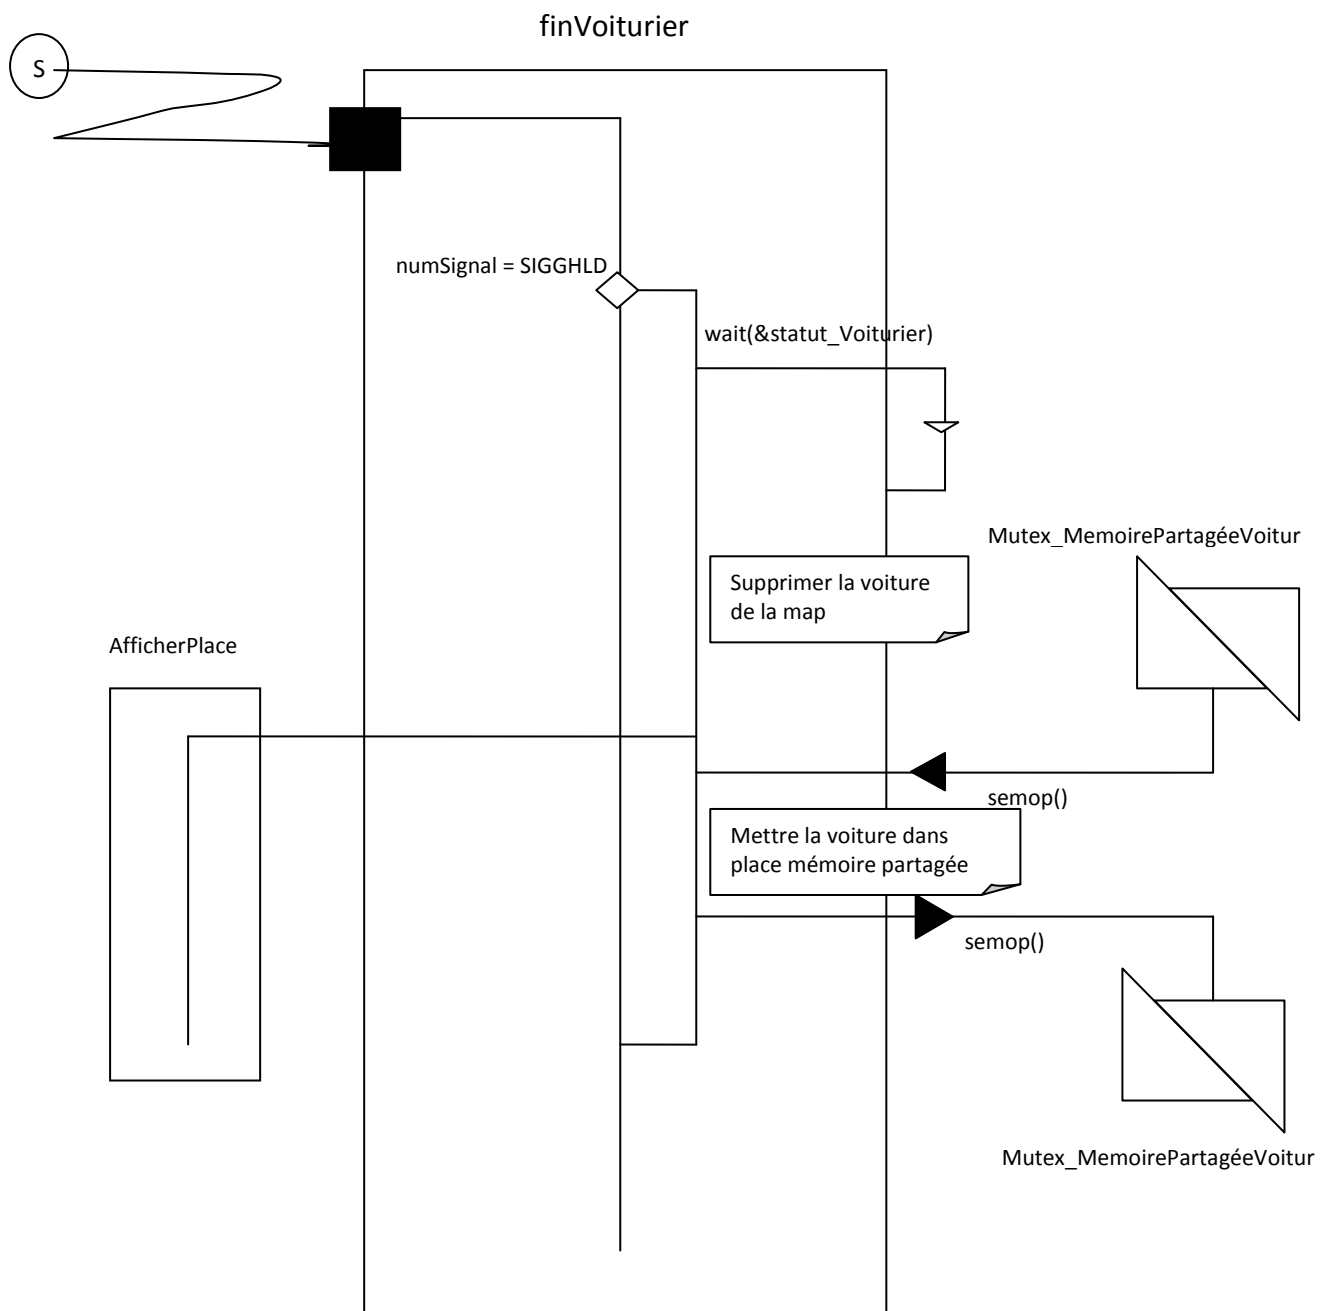 finVoiturier
S
numSignal = SIGGHLD
wait(&statut_Voiturier)
Mutex_MemoirePartagéeVoitur
Supprimer la voiture
de la map
AfficherPlace
semop()
Mettre la voiture dans
place mémoire partagée
semop()
Mutex_MemoirePartagéeVoitur